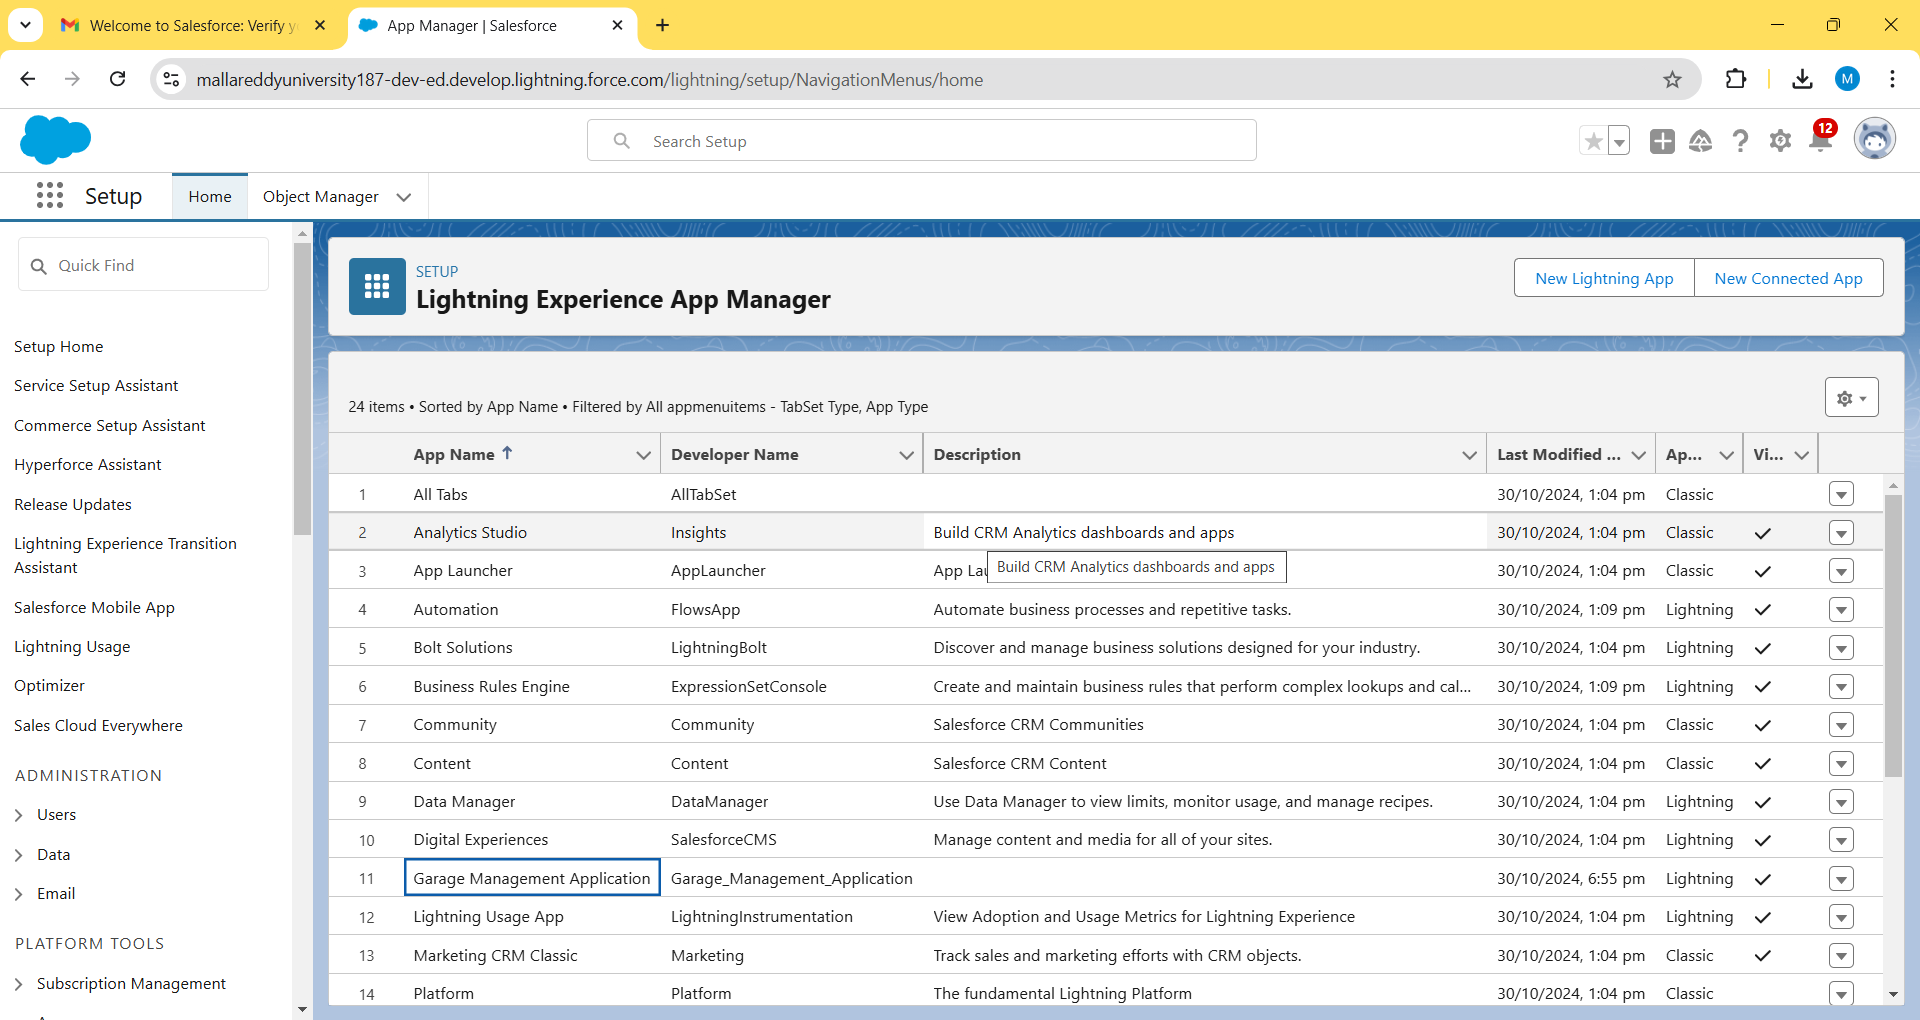 Welcome to Salesforce: Verify y
App Manager | Salesforce
mallareddyuniversity187-dev-ed.develop.lightning.force.com/lightning/setup/NavigationMenus/home
M
Search Setup
12
Setup
Home
Object Manager
Quick Find
Setup Home
Service Setup Assistant
Commerce Setup Assistant
Hyperforce Assistant
Release Updates
Lightning Experience Transition
Assistant
Salesforce Mobile App
Lightning Usage
Optimizer
Sales Cloud Everywhere
ADMINISTRATION
Users
Data
Email
PLATFORM TOOLS
Subscription Management
SETUP
Lightning Experience App Manager
New Lightning App
New Connected App
24 items • Sorted by App Name • Filtered by All appmenuitems - TabSet Type, App Type
App Name Developer Name Description Last Modified ... Ap... Vi...
1 All Tabs AllTabSet 30/10/2024, 1:04 pm Classic
2 Analytics Studio Insights Build CRM Analytics dashboards and apps 30/10/2024, 1:04 pm Classic
Build CRM Analytics dashboards and apps
3 App Launcher AppLauncher App Lau 30/10/2024, 1:04 pm Classic
4 Automation FlowsApp Automate business processes and repetitive tasks. 30/10/2024, 1:09 pm Lightning
5 Bolt Solutions LightningBolt Discover and manage business solutions designed for your industry. 30/10/2024, 1:04 pm Lightning
6 Business Rules Engine ExpressionSetConsole Create and maintain business rules that perform complex lookups and cal... 30/10/2024, 1:09 pm Lightning
7 Community Community Salesforce CRM Communities 30/10/2024, 1:04 pm Classic
8 Content Content Salesforce CRM Content 30/10/2024, 1:04 pm Classic
9 Data Manager DataManager Use Data Manager to view limits, monitor usage, and manage recipes. 30/10/2024, 1:04 pm Lightning
10 Digital Experiences SalesforceCMS Manage content and media for all of your sites. 30/10/2024, 1:04 pm Lightning
11 Garage Management Application Garage_Management_Application 30/10/2024, 6:55 pm Lightning
12 Lightning Usage App LightningInstrumentation View Adoption and Usage Metrics for Lightning Experience 30/10/2024, 1:04 pm Lightning
13 Marketing CRM Classic Marketing Track sales and marketing efforts with CRM objects. 30/10/2024, 1:04 pm Classic
14 Platform Platform The fundamental Lightning Platform 30/10/2024, 1:04 pm Classic